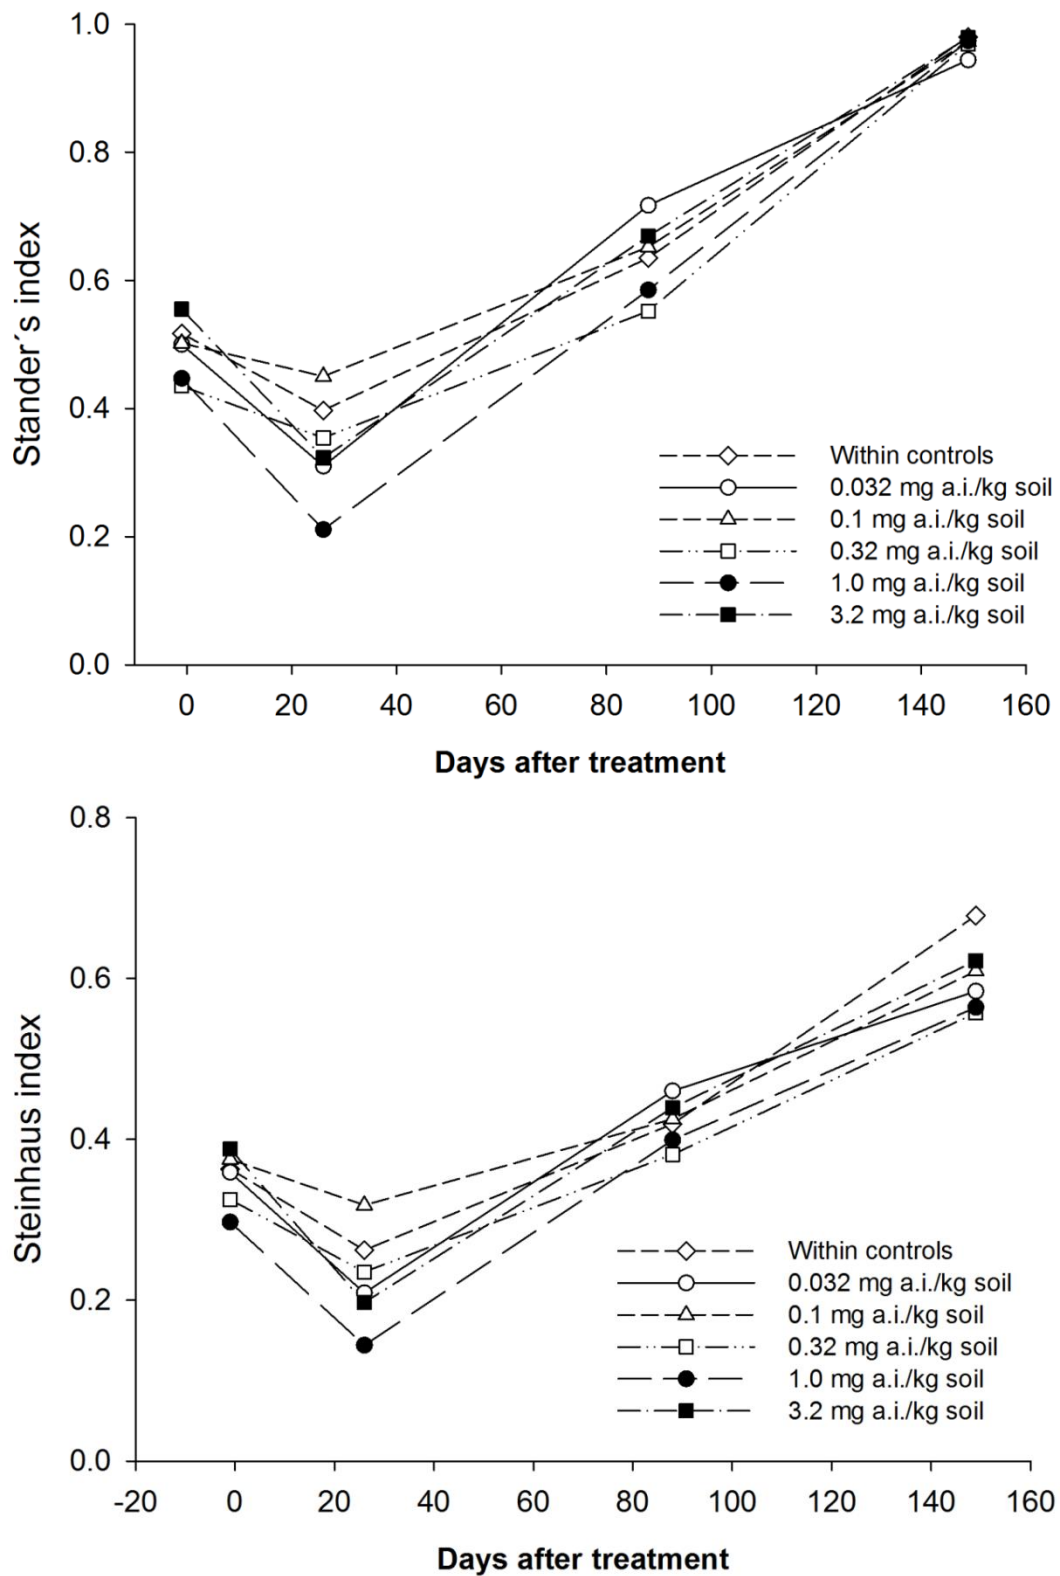 1.0
0.8
0.6
0.4
0.2
0.0
Stander´s index
Within controls
0.032 mg a.i./kg soil
0.1 mg a.i./kg soil
0.32 mg a.i./kg soil
1.0 mg a.i./kg soil
3.2 mg a.i./kg soil
0 20 40 60 80 100 120 140 160
Days after treatment
0.8
0.6
0.4
0.2
0.0
Steinhaus index
Within controls
0.032 mg a.i./kg soil
0.1 mg a.i./kg soil
0.32 mg a.i./kg soil
1.0 mg a.i./kg soil
3.2 mg a.i./kg soil
-20 0 20 40 60 80 100 120 140 160
Days after treatment